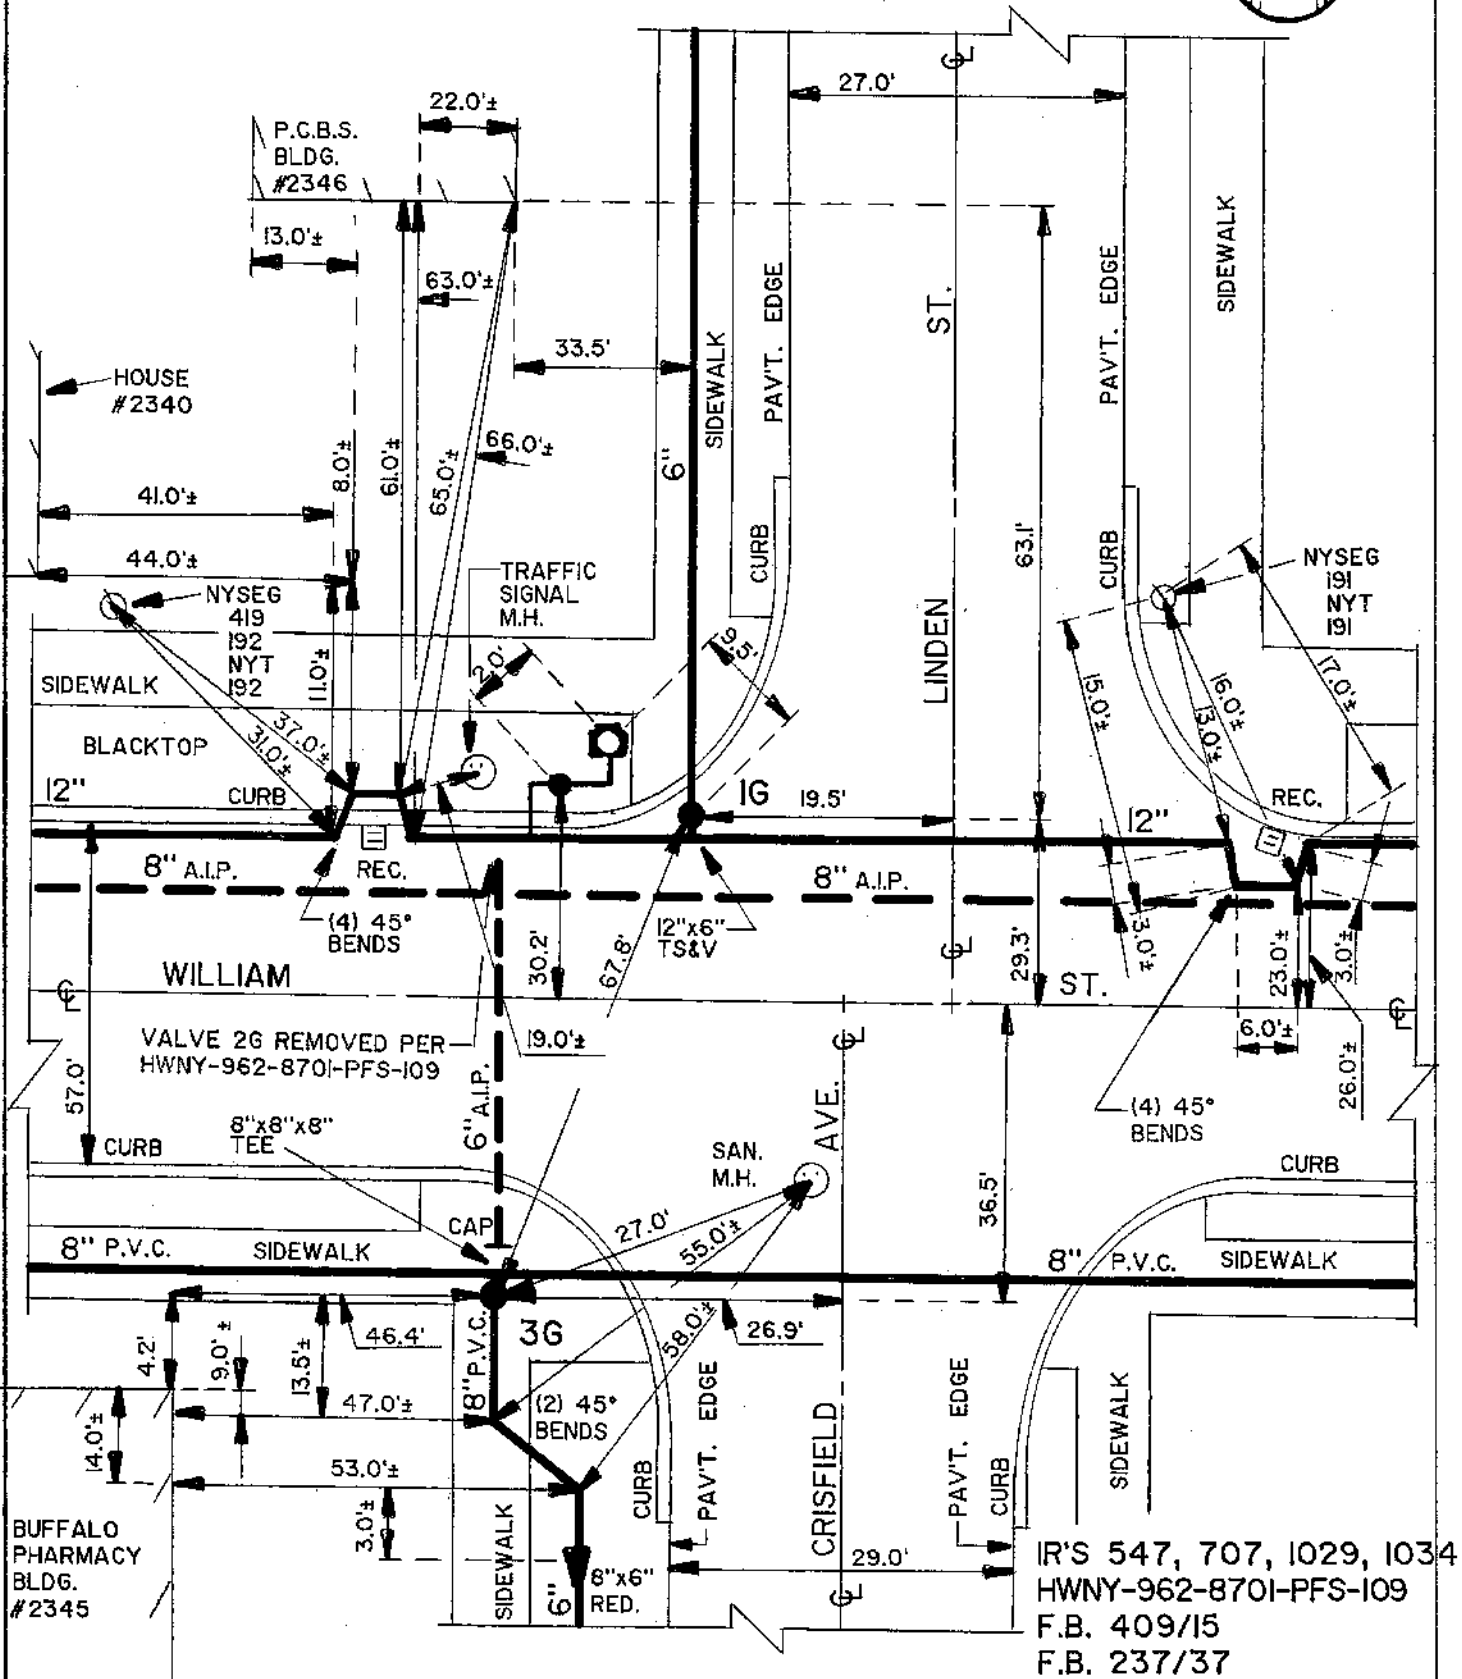 27.0'
22.0'±
P.C.B.S.
BLDG.
#2346
13.0'±
63.0'±
33.5'
HOUSE
#2340
66.0'±
41.0'±
44.0'±
8.0'±
61.0'±
65.0'±
6"
SIDEWALK
PAV'T. EDGE
CURB
LINDEN ST.
63.1'
PAV'T. EDGE
SIDEWALK
CURB
NYSEG
419
192
NYT
192
TRAFFIC
SIGNAL
M.H.
NYSEG
191
NYT
191
11.0'±
2.0'
9.5'
15.0'±
16.0'±
13.0'±
17.0'±
SIDEWALK
37.0'±
31.0'±
BLACKTOP
12"
CURB
1G
19.5'
12"
REC.
8" A.I.P.
REC.
8" A.I.P.
(4) 45°
BENDS
12"x6"
TS&V
30.2'
67.8'
29.3'
3.0'±
23.0'±
3.0'±
WILLIAM ST.
VALVE 2G REMOVED PER
HWNY-962-8701-PFS-109
19.0'±
6.0'±
26.0'±
57.0'
6" A.I.P.
8"x8"x8"
TEE
(4) 45°
BENDS
CURB
SAN.
M.H.
CURB
36.5'
CAP
27.0'
55.0'±
58.0'±
8" P.V.C.
SIDEWALK
8" P.V.C.
SIDEWALK
3G
46.4'
26.9'
4.2'
9.0'±
13.5'±
8" P.V.C.
47.0'±
(2) 45°
BENDS
14.0'±
53.0'±
3.0'±
CURB
PAV'T. EDGE
CRISFIELD AVE.
PAV'T. EDGE
CURB
SIDEWALK
BUFFALO
PHARMACY
BLDG.
#2345
SIDEWALK
6"
8"x6"
RED.
29.0'
IR'S 547, 707, 1029, 1034
HWNY-962-8701-PFS-109
F.B. 409/15
F.B. 237/37